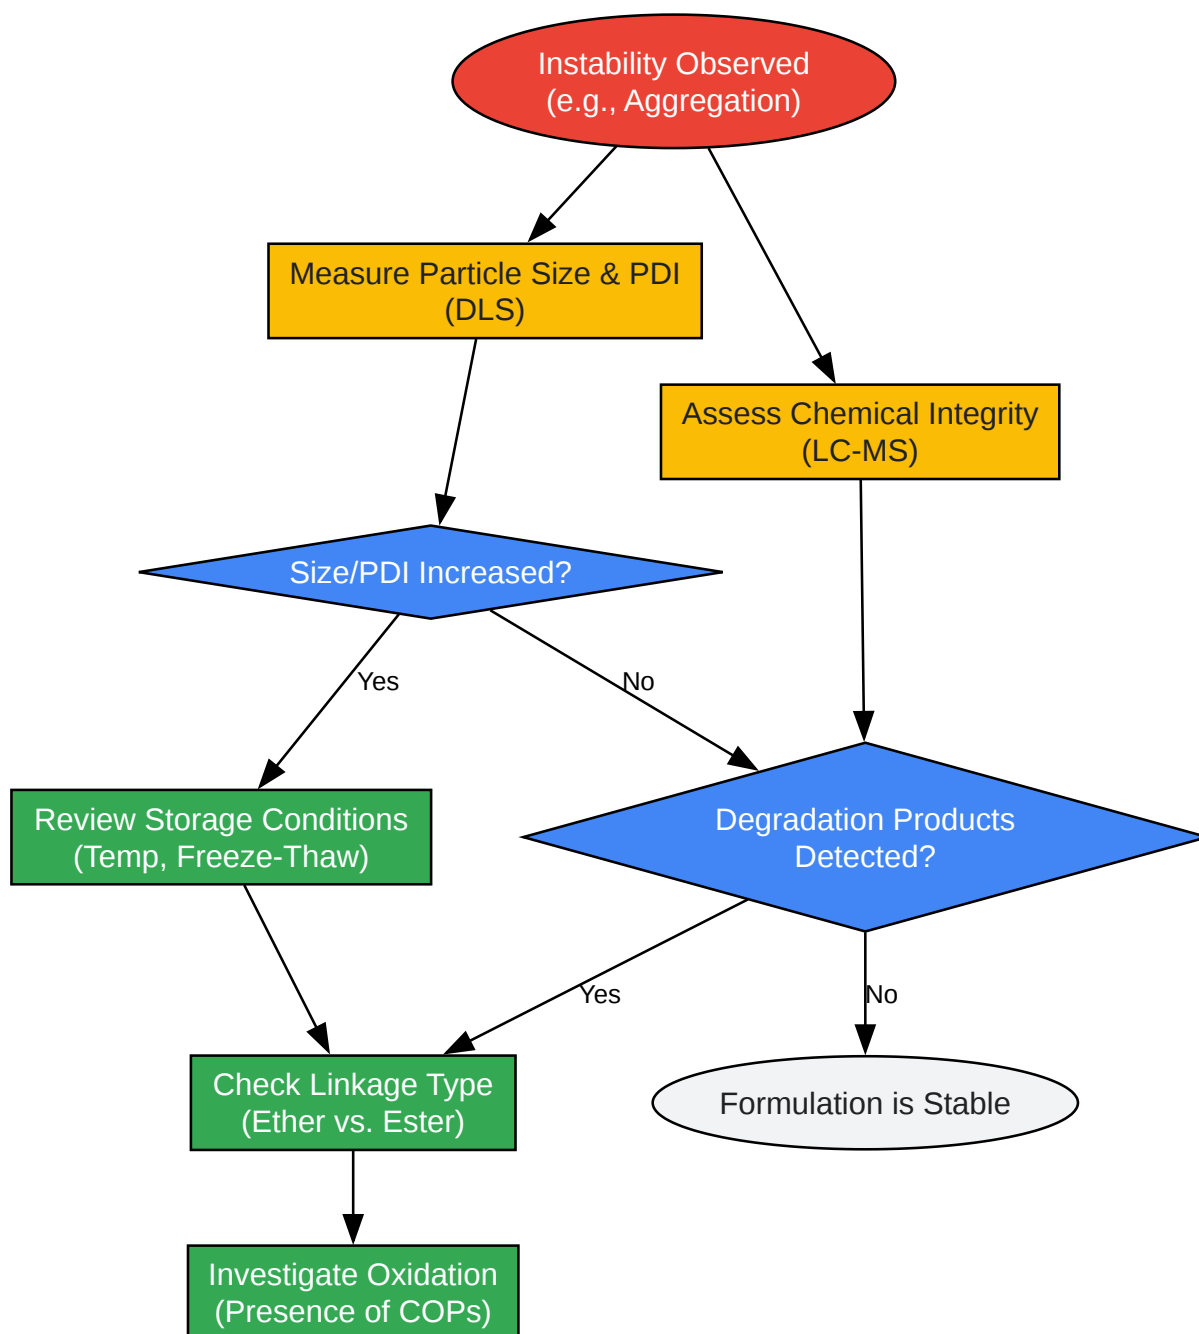 Instability Observed
(e.g., Aggregation)
Measure Particle Size & PDI
(DLS)
Assess Chemical Integrity
(LC-MS)
Size/PDI Increased?
Yes
No
Review Storage Conditions
(Temp, Freeze-Thaw)
Degradation Products
Detected?
Yes
No
Check Linkage Type
(Ether vs. Ester)
Formulation is Stable
Investigate Oxidation
(Presence of COPs)